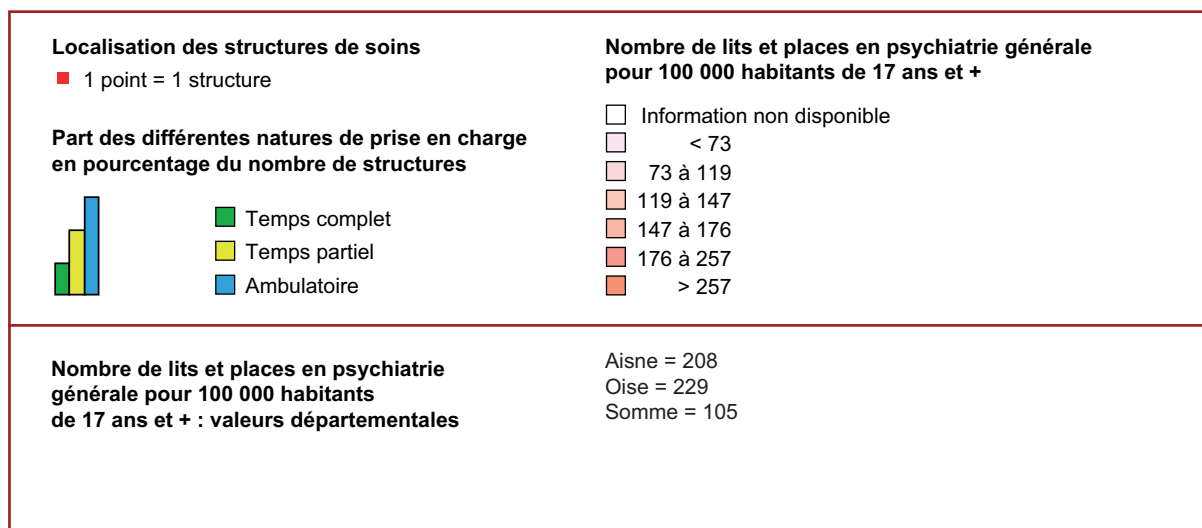 Localisation des structures de soins
1 point = 1 structure
Part des différentes natures de prise en charge
en pourcentage du nombre de structures
Temps complet
Temps partiel
Ambulatoire
Nombre de lits et places en psychiatrie générale
pour 100 000 habitants de 17 ans et +
Information non disponible
< 73
73 à 119
119 à 147
147 à 176
176 à 257
> 257
Nombre de lits et places en psychiatrie
générale pour 100 000 habitants
de 17 ans et + : valeurs départementales
Aisne = 208
Oise = 229
Somme = 105